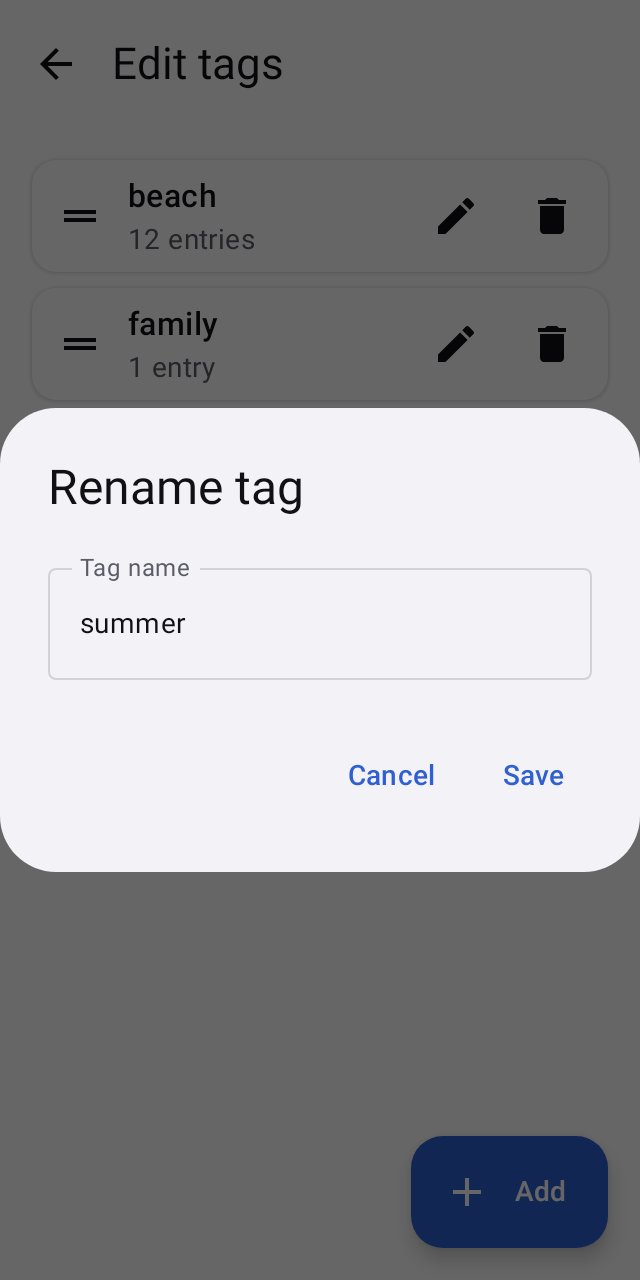 Edit tags
beach
12 entries
family
1 entry
Rename tag
Tag name
summer
Cancel Save
Add